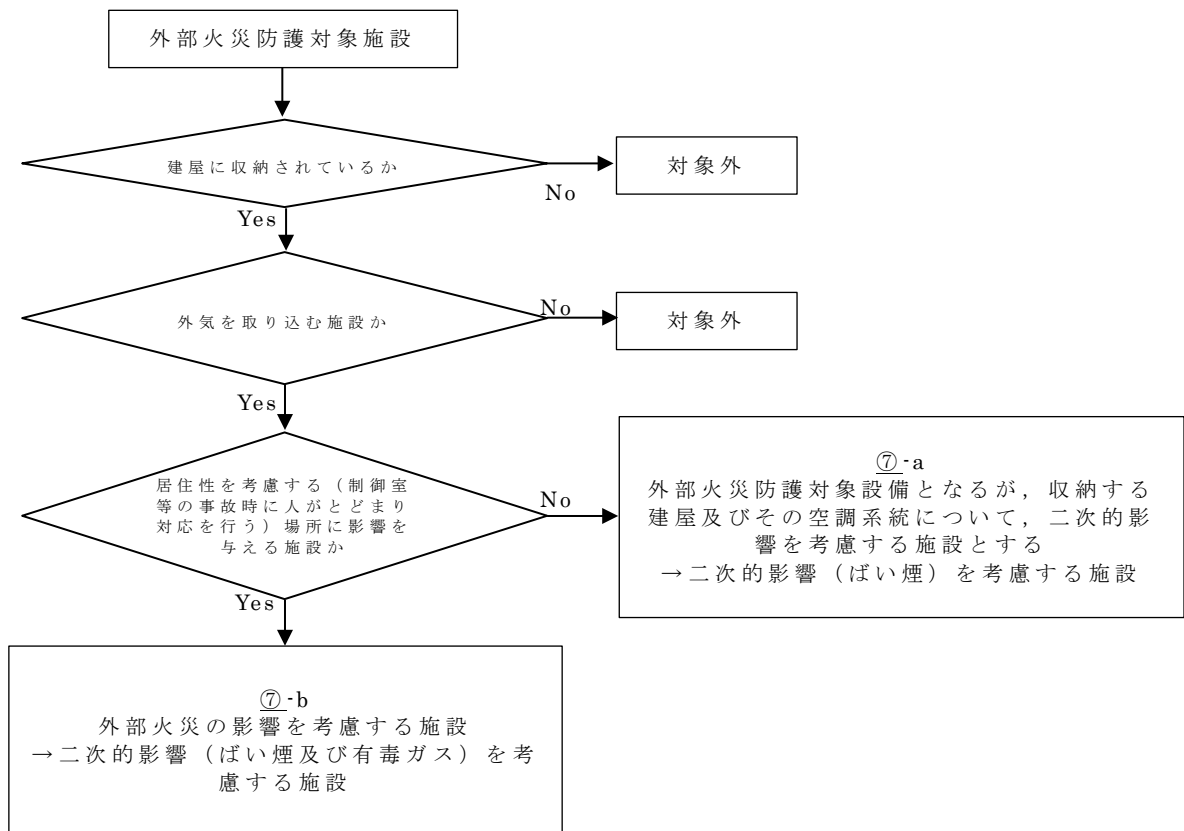 外部火災防護対象施設
建屋に収納されているか
対象外
No
Yes
外気を取り込む施設か
No
対象外
Yes
居住性を考慮する（制御室
等の事故時に人がとどまり
対応を行う）場所に影響を
与える施設か
No
⑦-a
外部火災防護対象設備となるが，収納する
建屋及びその空調系統について，二次的影
響を考慮する施設とする
→二次的影響（ばい煙）を考慮する施設
Yes
⑦-b
外部火災の影響を考慮する施設
→二次的影響（ばい煙及び有毒ガス）を考
慮する施設